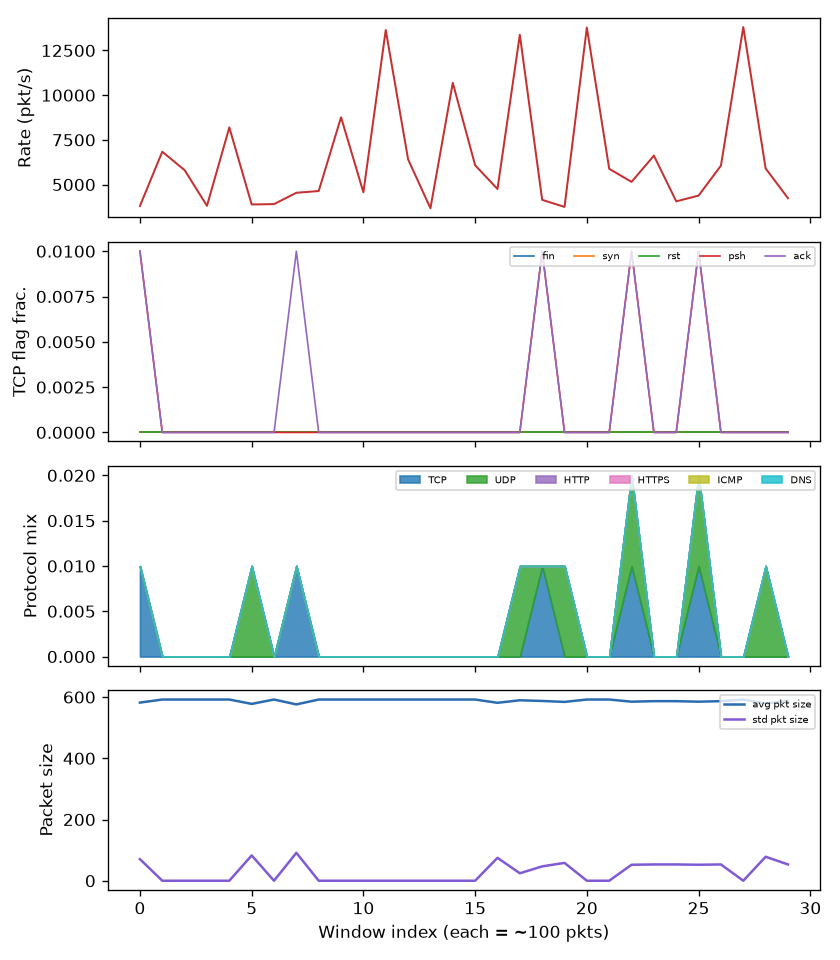 12500
10000
7500
5000
Rate (pkt/s)
0.0100
0.0075
0.0050
0.0025
0.0000
TCP flag frac.
fin syn rst psh ack
0.020
0.015
0.010
0.005
0.000
Protocol mix
TCP UDP HTTP HTTPS ICMP DNS
600
400
200
0
Packet size
avg pkt size
std pkt size
0 5 10 15 20 25 30
Window index (each = ~100 pkts)